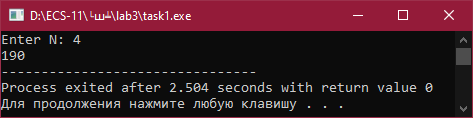 D:\ECS-11\└ш┴\lab3\task1.exe
Enter N: 4
190
--------------------------------
Process exited after 2.504 seconds with return value 0
Для продолжения нажмите любую клавишу . . .